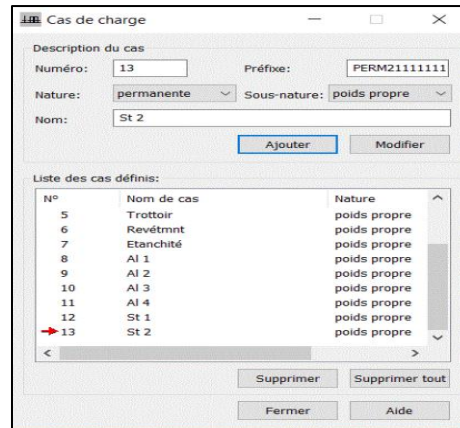 Cas de charge
Description du cas
Numéro: 13 Préfixe: PERM21111111
Nature: permanente Sous-nature: poids propre
Nom: St 2
Ajouter Modifier
Liste des cas définis:
N° Nom de cas Nature
5 Trottoir poids propre
6 Revétmnt poids propre
7 Etanchité poids propre
8 Al 1 poids propre
9 Al 2 poids propre
10 Al 3 poids propre
11 Al 4 poids propre
12 St 1 poids propre
13 St 2 poids propre
Supprimer Supprimer tout
Fermer Aide